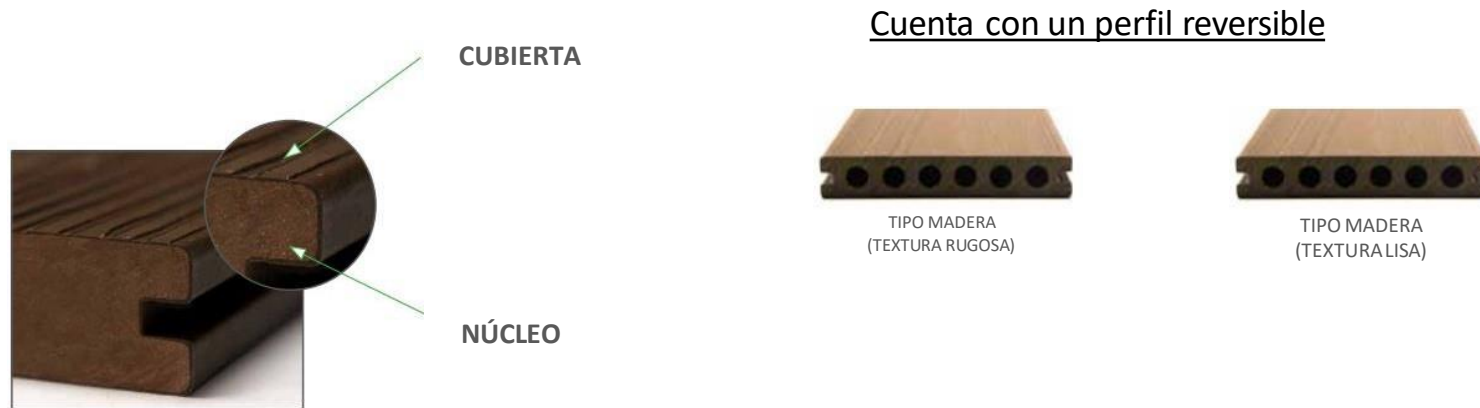 Cuenta con un perfil reversible
CUBIERTA
NÚCLEO
TIPO MADERA
(TEXTURA RUGOSA)
TIPO MADERA
(TEXTURA LISA)